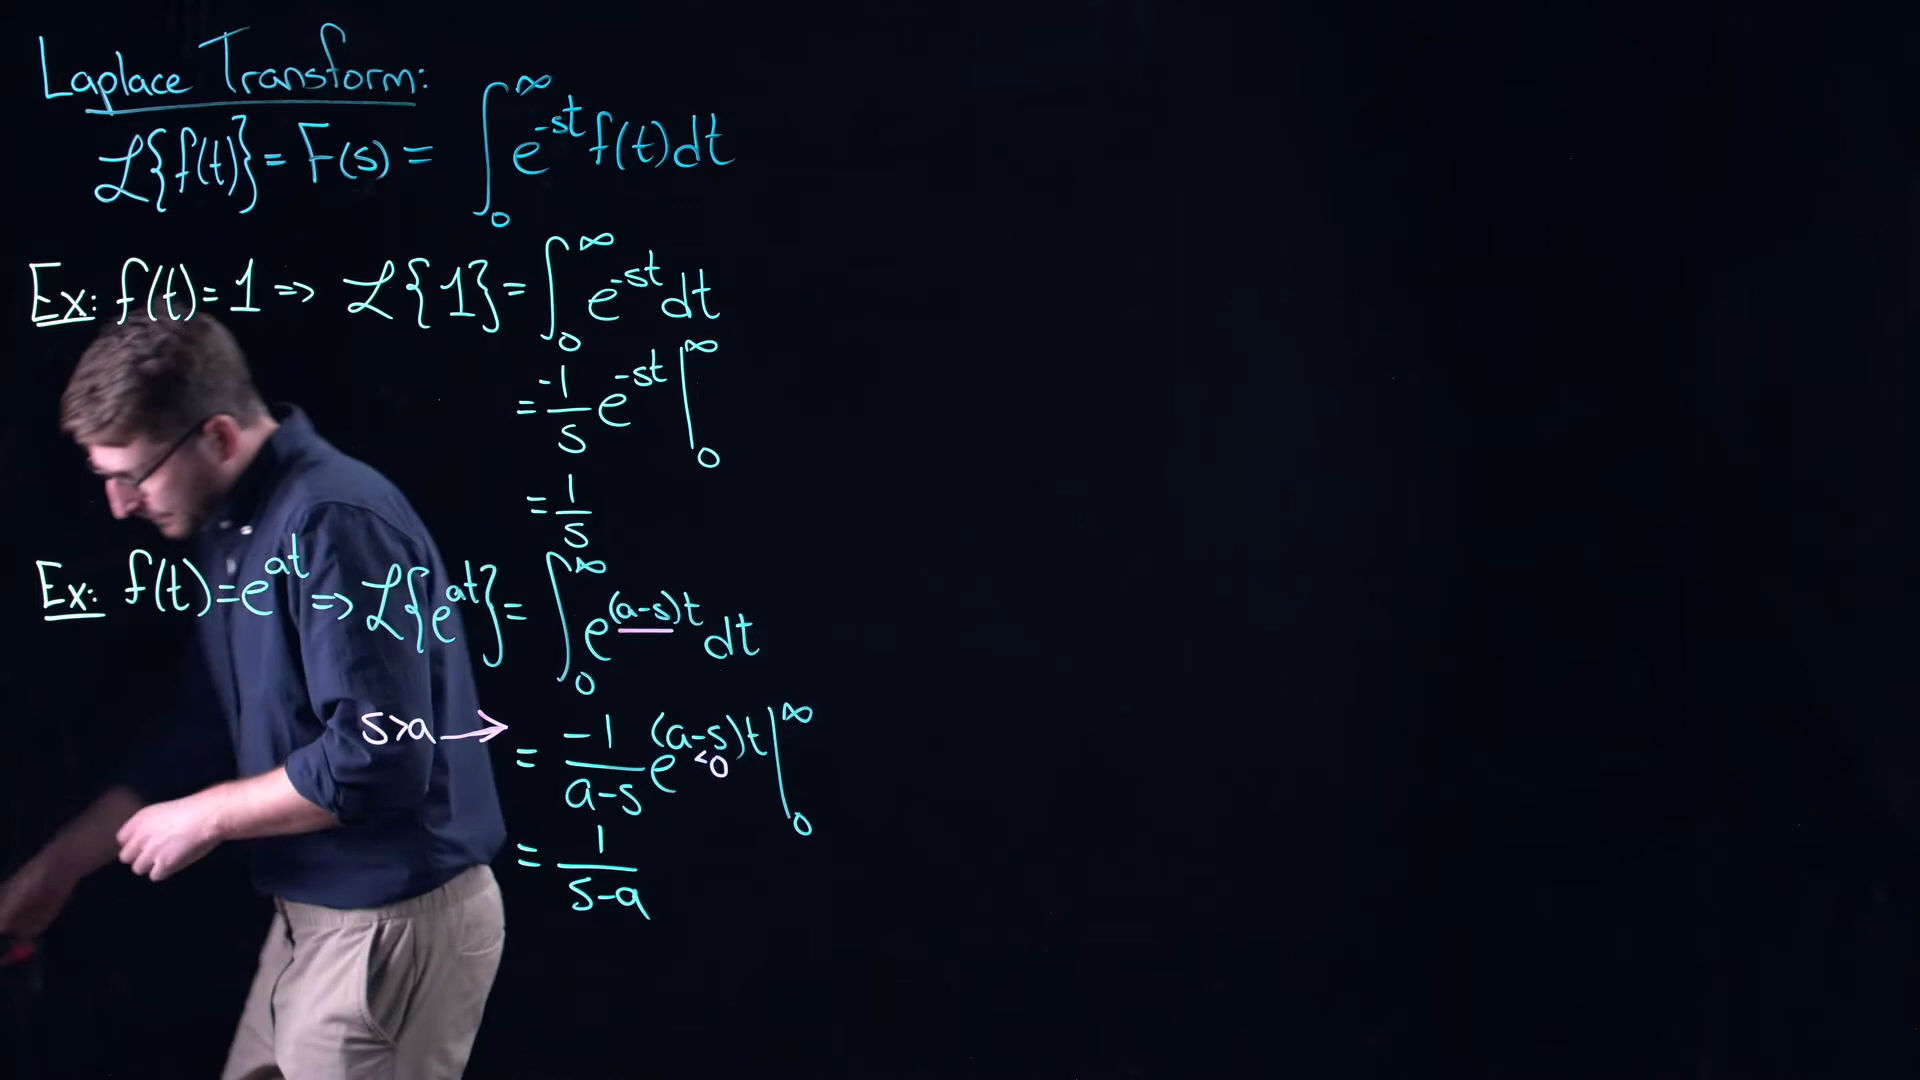 Laplace Transform:
ℒ{f(t)} = F(s) = ∫₀^∞ e^{-st} f(t)dt
Ex: f(t)=1 => ℒ{1} = ∫₀^∞ e^{-st} dt
= -1/s e^{-st} |₀^∞
= 1/s
Ex: f(t)=e^{at} => ℒ{e^{at}} = ∫₀^∞ e^{(a-s)t} dt
s>a → = -1/(a-s) e^{(a-s)t} |₀^∞ <0
= 1/(s-a)